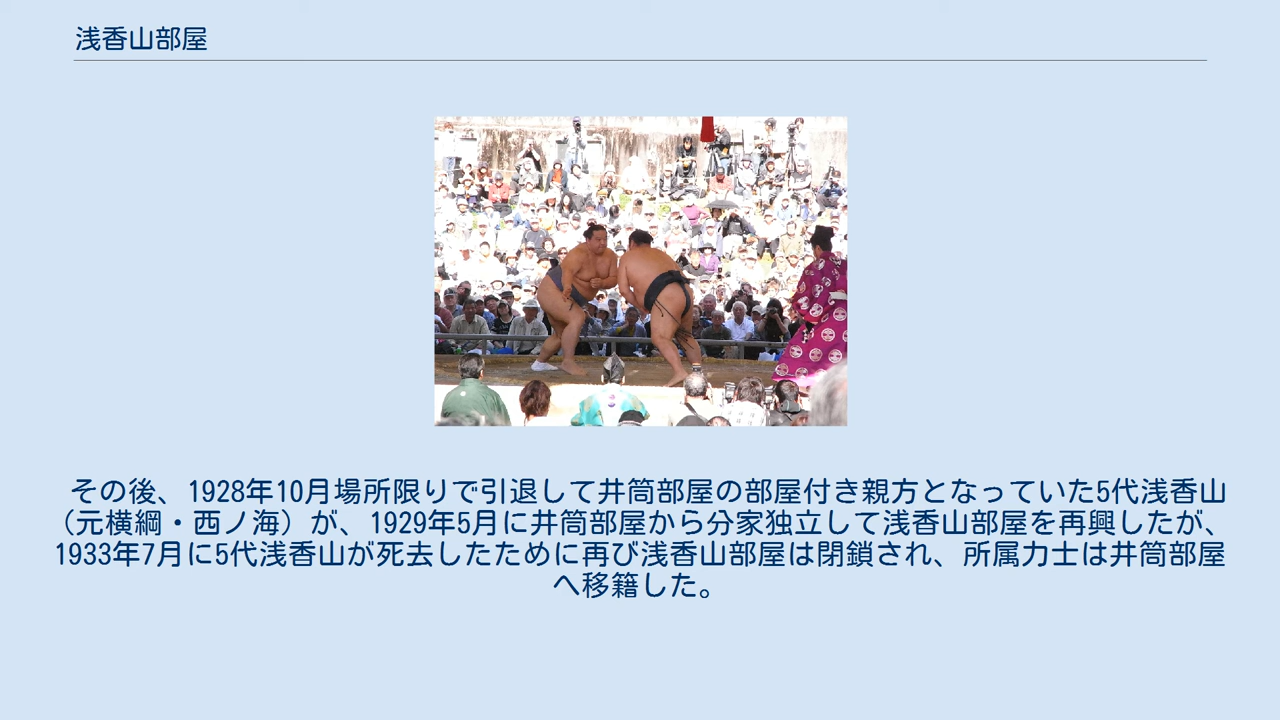 浅香山部屋
その後、1928年10月場所限りで引退して井筒部屋の部屋付き親方となっていた5代浅香山
（元横綱・西ノ海）が、1929年5月に井筒部屋から分家独立して浅香山部屋を再興したが、
1933年7月に5代浅香山が死去したために再び浅香山部屋は閉鎖され、所属力士は井筒部屋
へ移籍した。